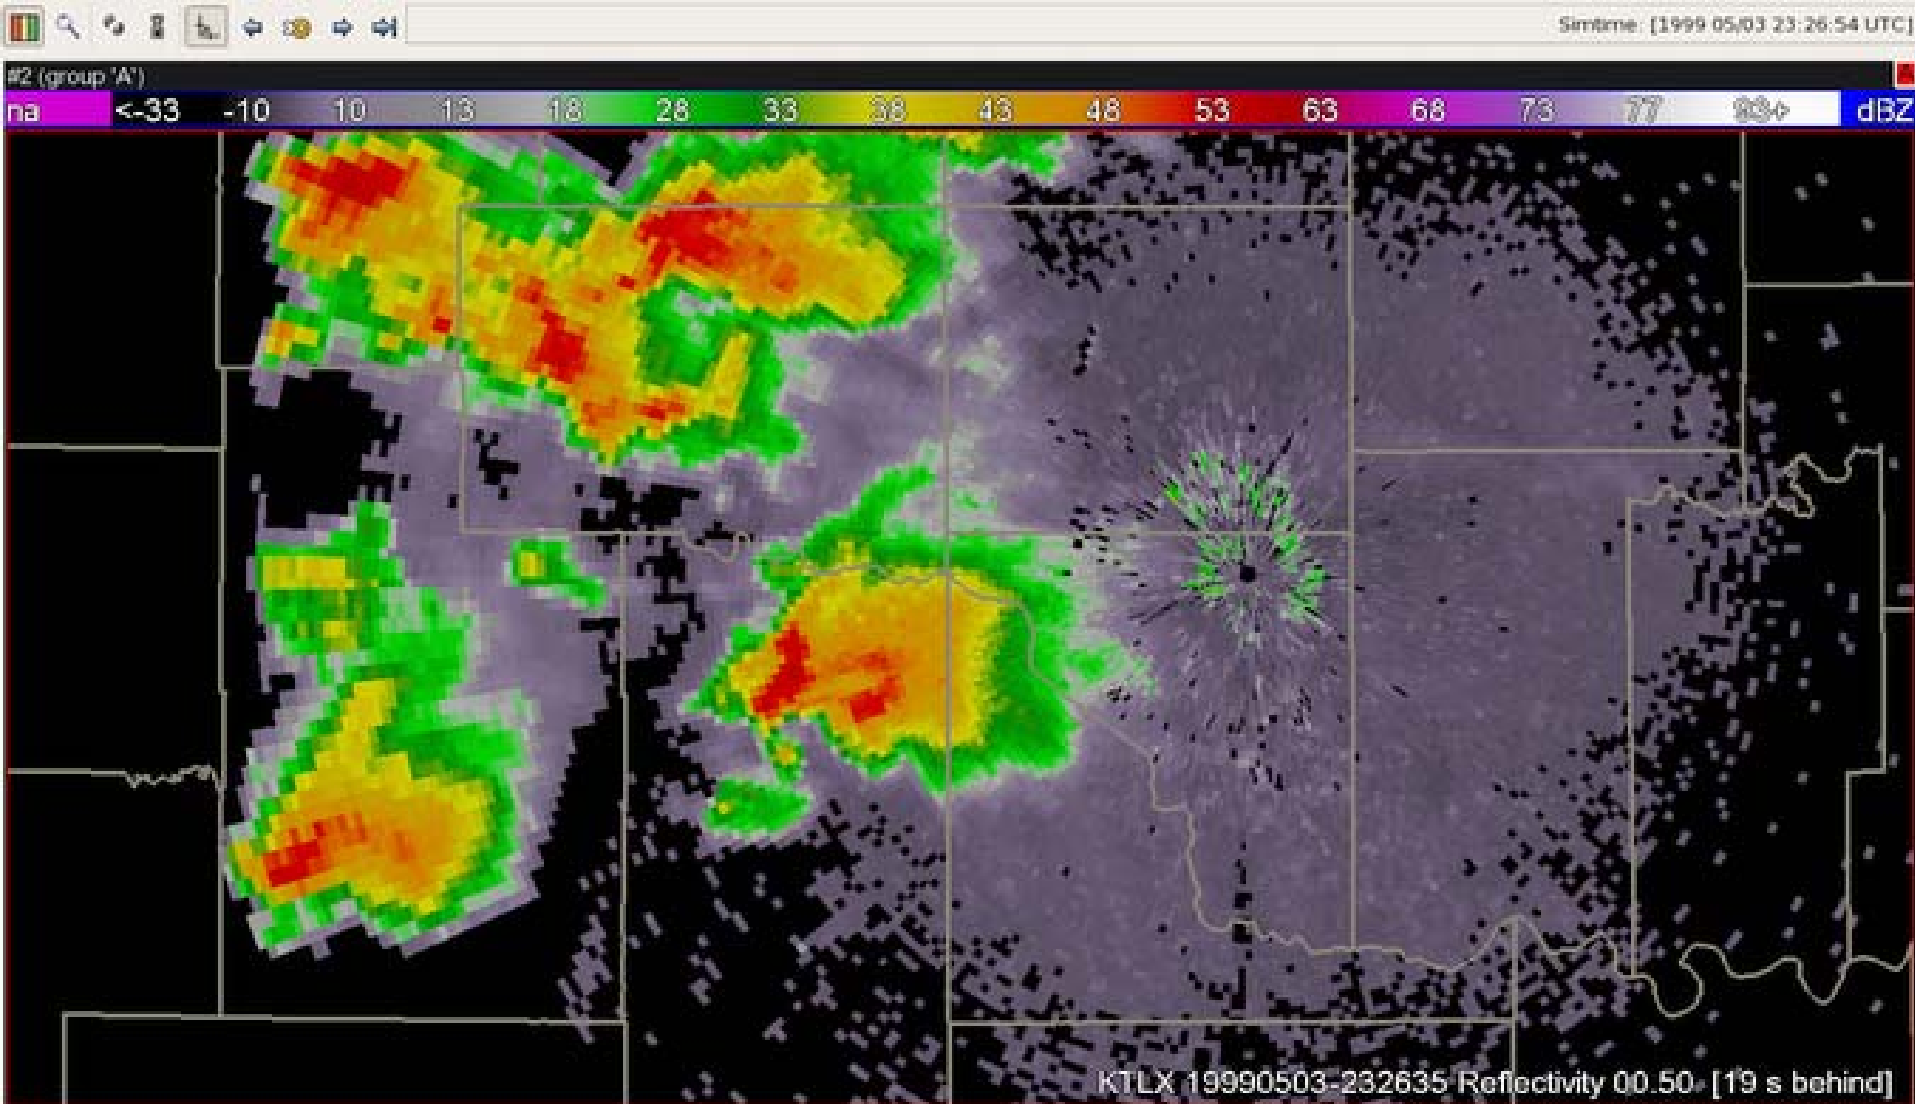 Simtime: [1999 05/03 23:26:54 UTC]
#2 (group 'A')
na <-33 -10 10 13 18 28 33 38 43 48 53 63 68 73 77 93+ dBZ
KTLX 19990503-232635 Reflectivity 00.50 [19 s behind]